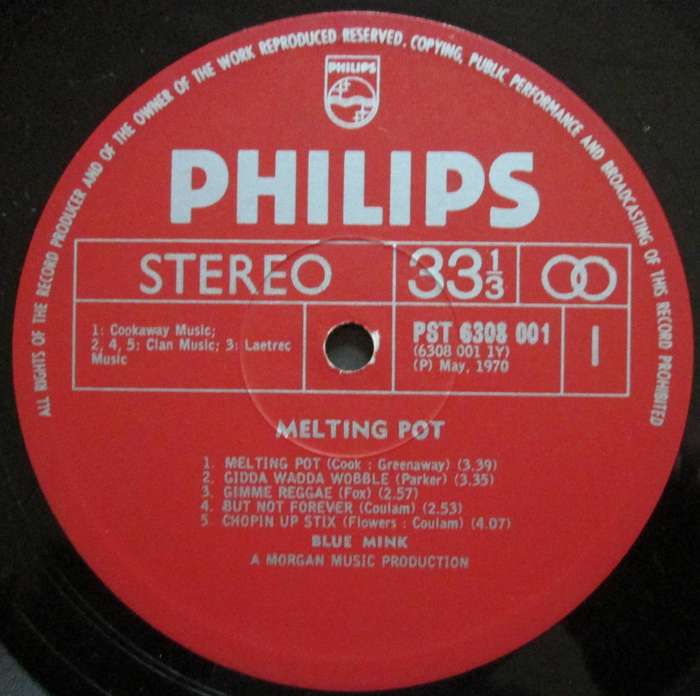 ALL RIGHTS OF THE RECORD PRODUCER AND OF THE OWNER OF THE WORK REPRODUCED RESERVED. COPYING, PUBLIC PERFORMANCE AND BROADCASTING OF THIS RECORD PROHIBITED
PHILIPS
PHILIPS
STEREO
33 1/3
1: Cookaway Music;
2, 4, 5: Clan Music; 3: Laetrec
Music
PST 6308 001
(6308 001 1Y)
(P) May, 1970
1
MELTING POT
1. MELTING POT (Cook : Greenaway) (3.39)
2. GIDDA WADDA WOBBLE (Parker) (3.35)
3. GIMME REGGAE (Fox) (2.57)
4. BUT NOT FOREVER (Coulam) (2.53)
5. CHOPIN UP STIX (Flowers : Coulam) (4.07)
BLUE MINK
A MORGAN MUSIC PRODUCTION